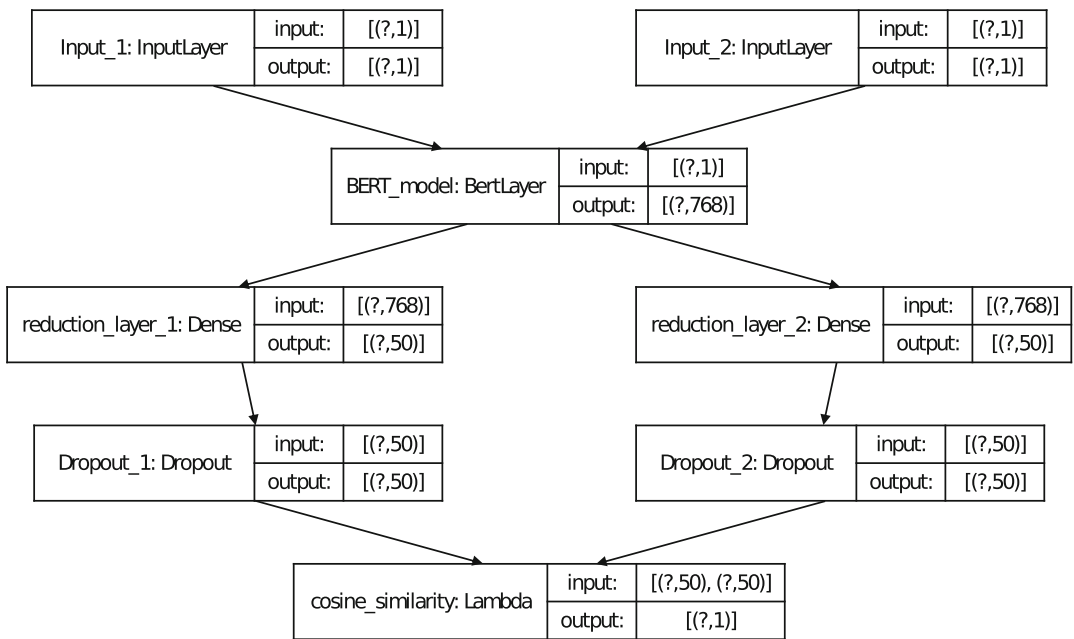 Input_1: InputLayer
input: [(?,1)]
output: [(?,1)]
Input_2: InputLayer
input: [(?,1)]
output: [(?,1)]
BERT_model: BertLayer
input: [(?,1)]
output: [(?,768)]
reduction_layer_1: Dense
input: [(?,768)]
output: [(?,50)]
reduction_layer_2: Dense
input: [(?,768)]
output: [(?,50)]
Dropout_1: Dropout
input: [(?,50)]
output: [(?,50)]
Dropout_2: Dropout
input: [(?,50)]
output: [(?,50)]
cosine_similarity: Lambda
input: [(?,50), (?,50)]
output: [(?,1)]